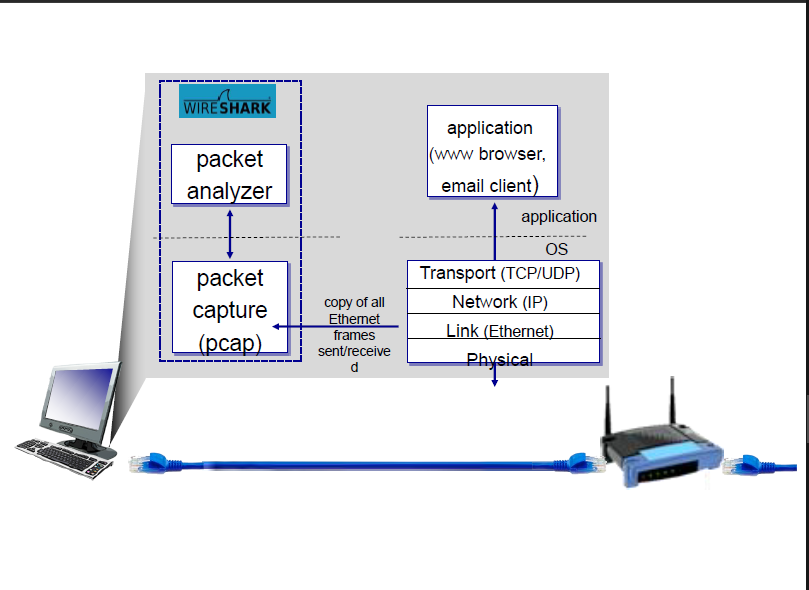 WIRESHARK
packet
analyzer
application
(www browser,
email client)
application
OS
packet
capture
(pcap)
copy of all
Ethernet
frames
sent/receive
d
Transport (TCP/UDP)
Network (IP)
Link (Ethernet)
Physical